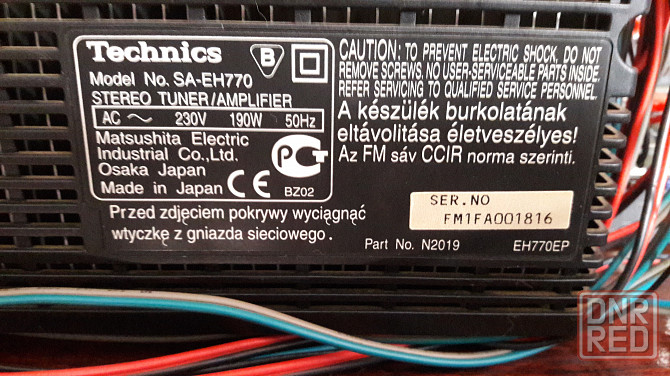 Technics
B
Model No. SA-EH770
STEREO TUNER/AMPLIFIER
AC ~ 230V 190W 50Hz
Matsushita Electric
Industrial Co.,Ltd.
Osaka Japan
Made in Japan CE
РСТ
BZ02
CAUTION: TO PREVENT ELECTRIC SHOCK, DO NOT
REMOVE SCREWS. NO USER-SERVICEABLE PARTS INSIDE.
REFER SERVICING TO QUALIFIED SERVICE PERSONNEL.
A készülék burkolatának
eltávolitása életveszélyes!
Az FM sáv CCIR norma szerinti.
Przed zdjęciem pokrywy wyciągnąć
wtyczkę z gniazda sieciowego.
SER.NO
FM1FA001816
Part No. N2019 EH770EP
DNR
RED